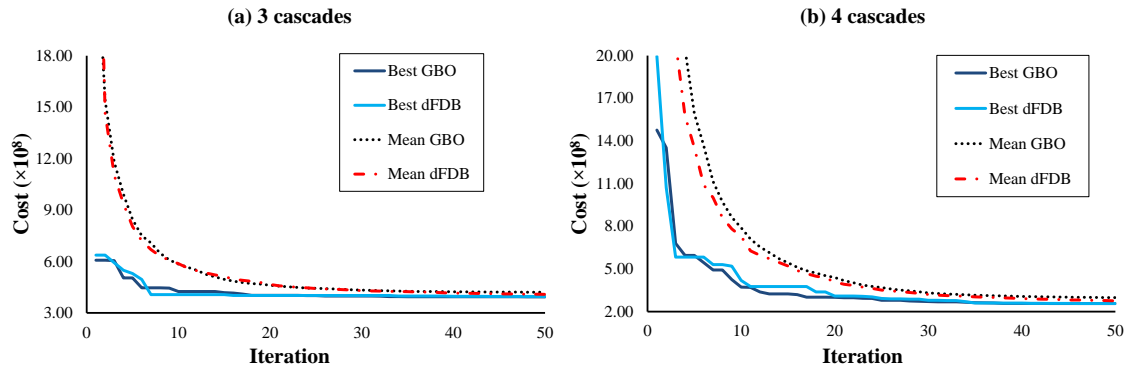 (a) 3 cascades
18.00
15.00
12.00
9.00
6.00
3.00
Cost (×10⁸)
0
10
20
30
40
50
Iteration
Best GBO
Best dFDB
Mean GBO
Mean dFDB
(b) 4 cascades
20.00
17.00
14.00
11.00
8.00
5.00
2.00
Cost (×10⁸)
0
10
20
30
40
50
Iteration
Best GBO
Best dFDB
Mean GBO
Mean dFDB